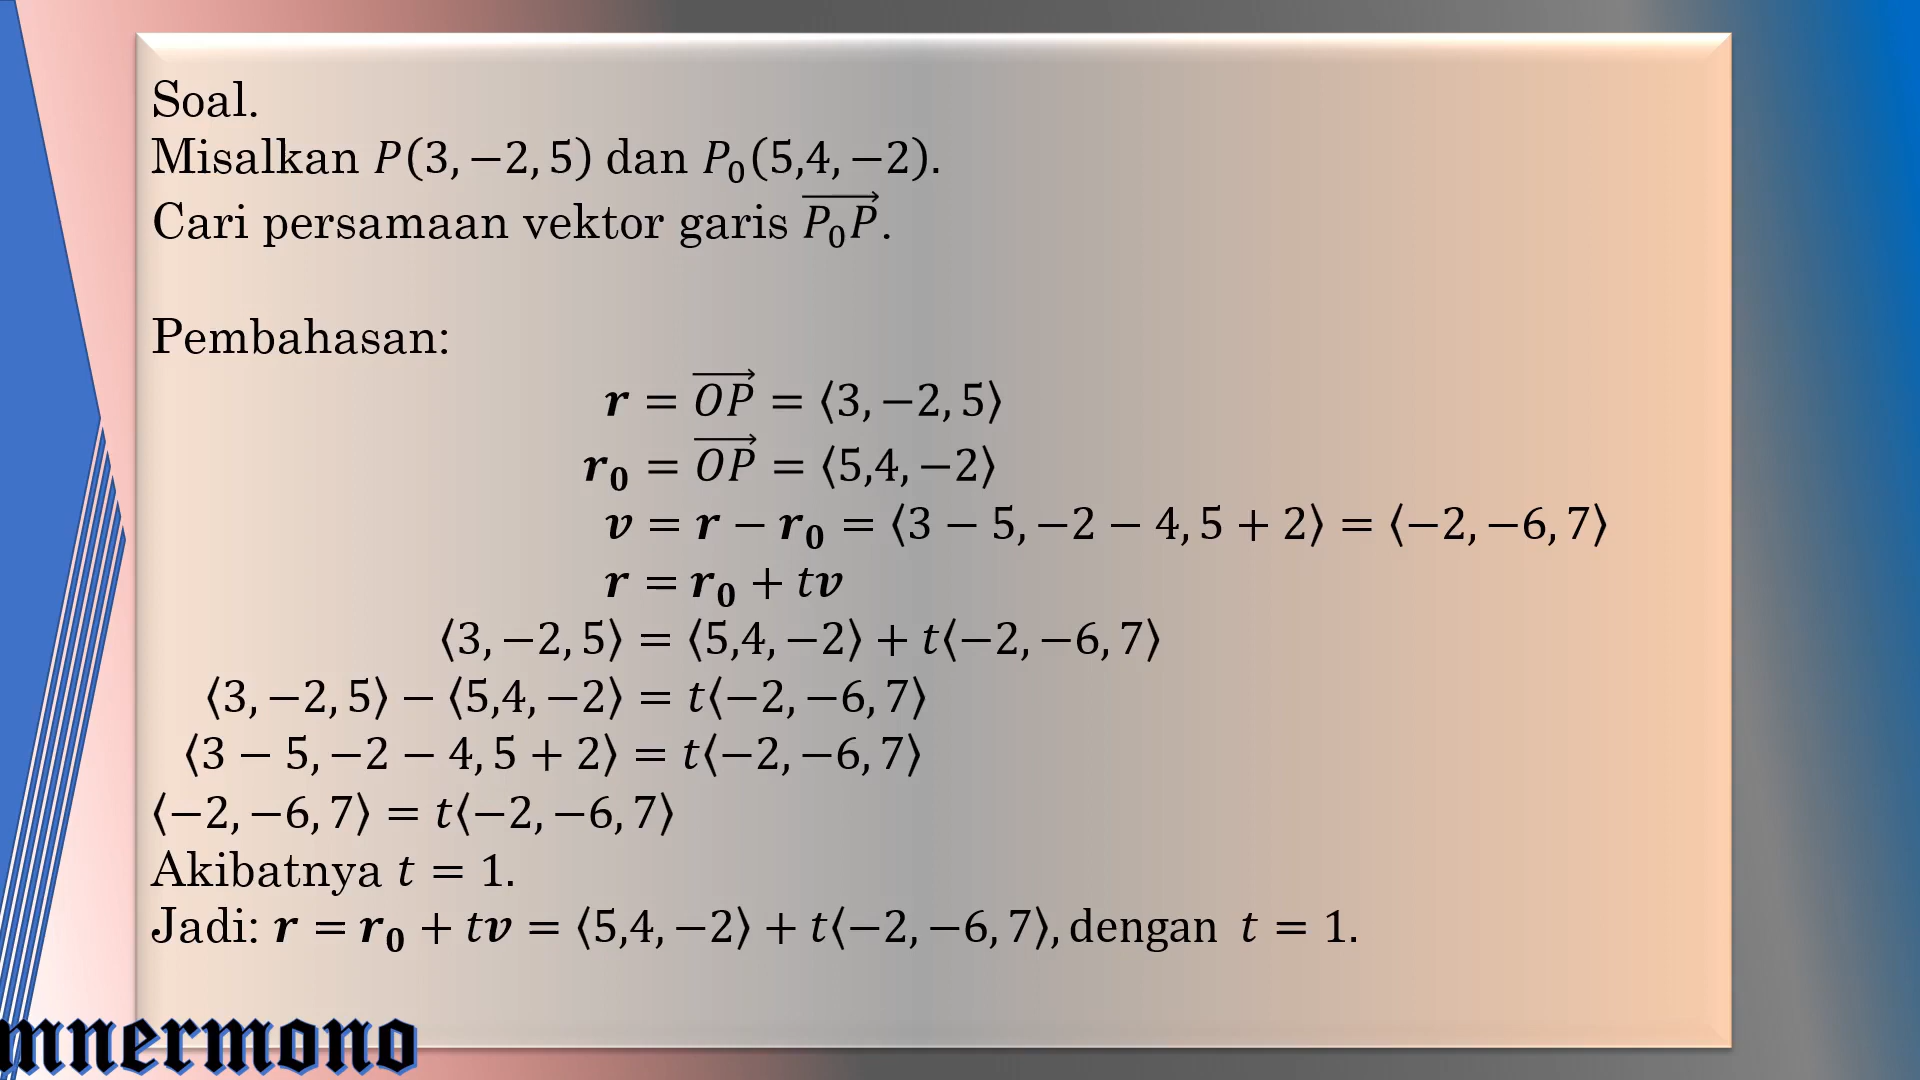 Soal.
Misalkan P(3, −2, 5) dan P₀(5,4, −2).
Cari persamaan vektor garis \overrightarrow{P₀P}.
Pembahasan:
r = \overrightarrow{OP} = ⟨3, −2, 5⟩
r₀ = \overrightarrow{OP} = ⟨5,4, −2⟩
v = r − r₀ = ⟨3 − 5, −2 − 4, 5 + 2⟩ = ⟨−2, −6, 7⟩
r = r₀ + tv
⟨3, −2, 5⟩ = ⟨5,4, −2⟩ + t⟨−2, −6, 7⟩
⟨3, −2, 5⟩ − ⟨5,4, −2⟩ = t⟨−2, −6, 7⟩
⟨3 − 5, −2 − 4, 5 + 2⟩ = t⟨−2, −6, 7⟩
⟨−2, −6, 7⟩ = t⟨−2, −6, 7⟩
Akibatnya t = 1.
Jadi: r = r₀ + tv = ⟨5,4, −2⟩ + t⟨−2, −6, 7⟩, dengan t = 1.
mnermono